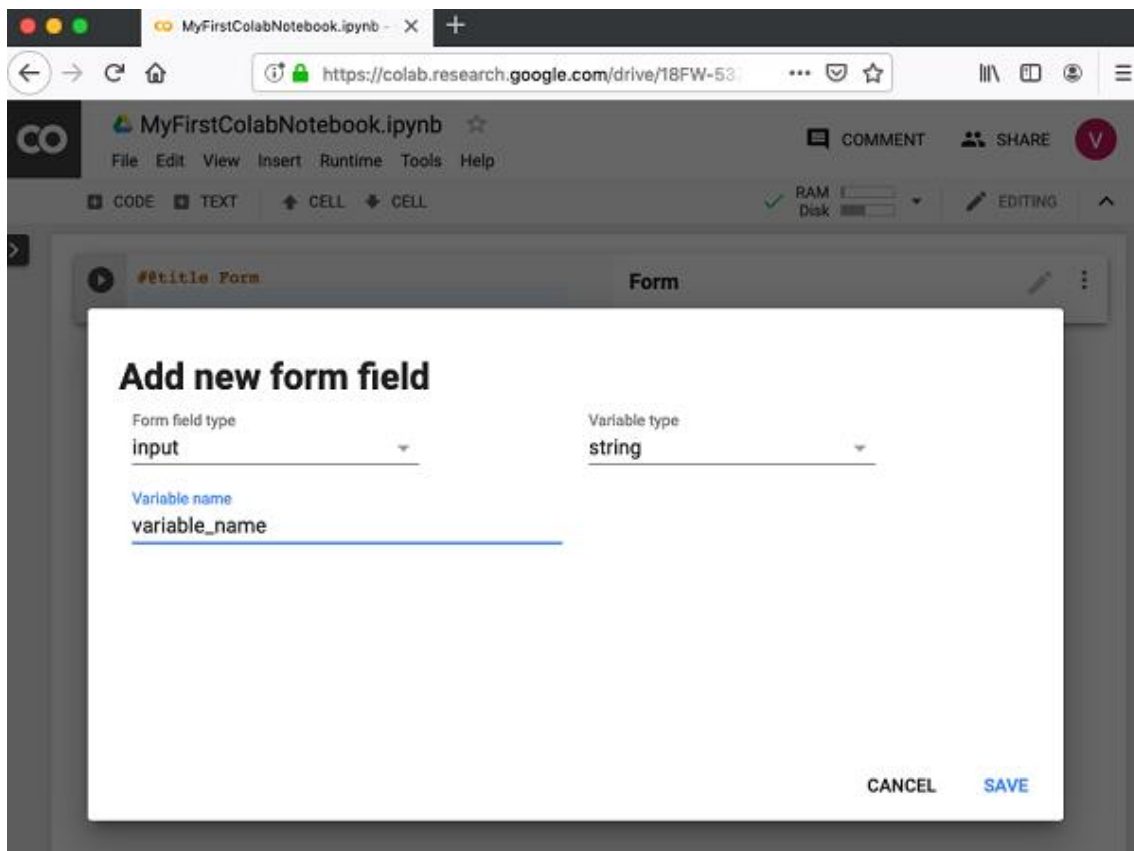 CO MyFirstColabNotebook.ipynb -
https://colab.research.google.com/drive/18FW-53
CO MyFirstColabNotebook.ipynb COMMENT SHARE V
File Edit View Insert Runtime Tools Help
CODE TEXT CELL CELL RAM Disk EDITING
#@title Form Form
Add new form field
Form field type Variable type
input string
Variable name
variable_name
CANCEL SAVE